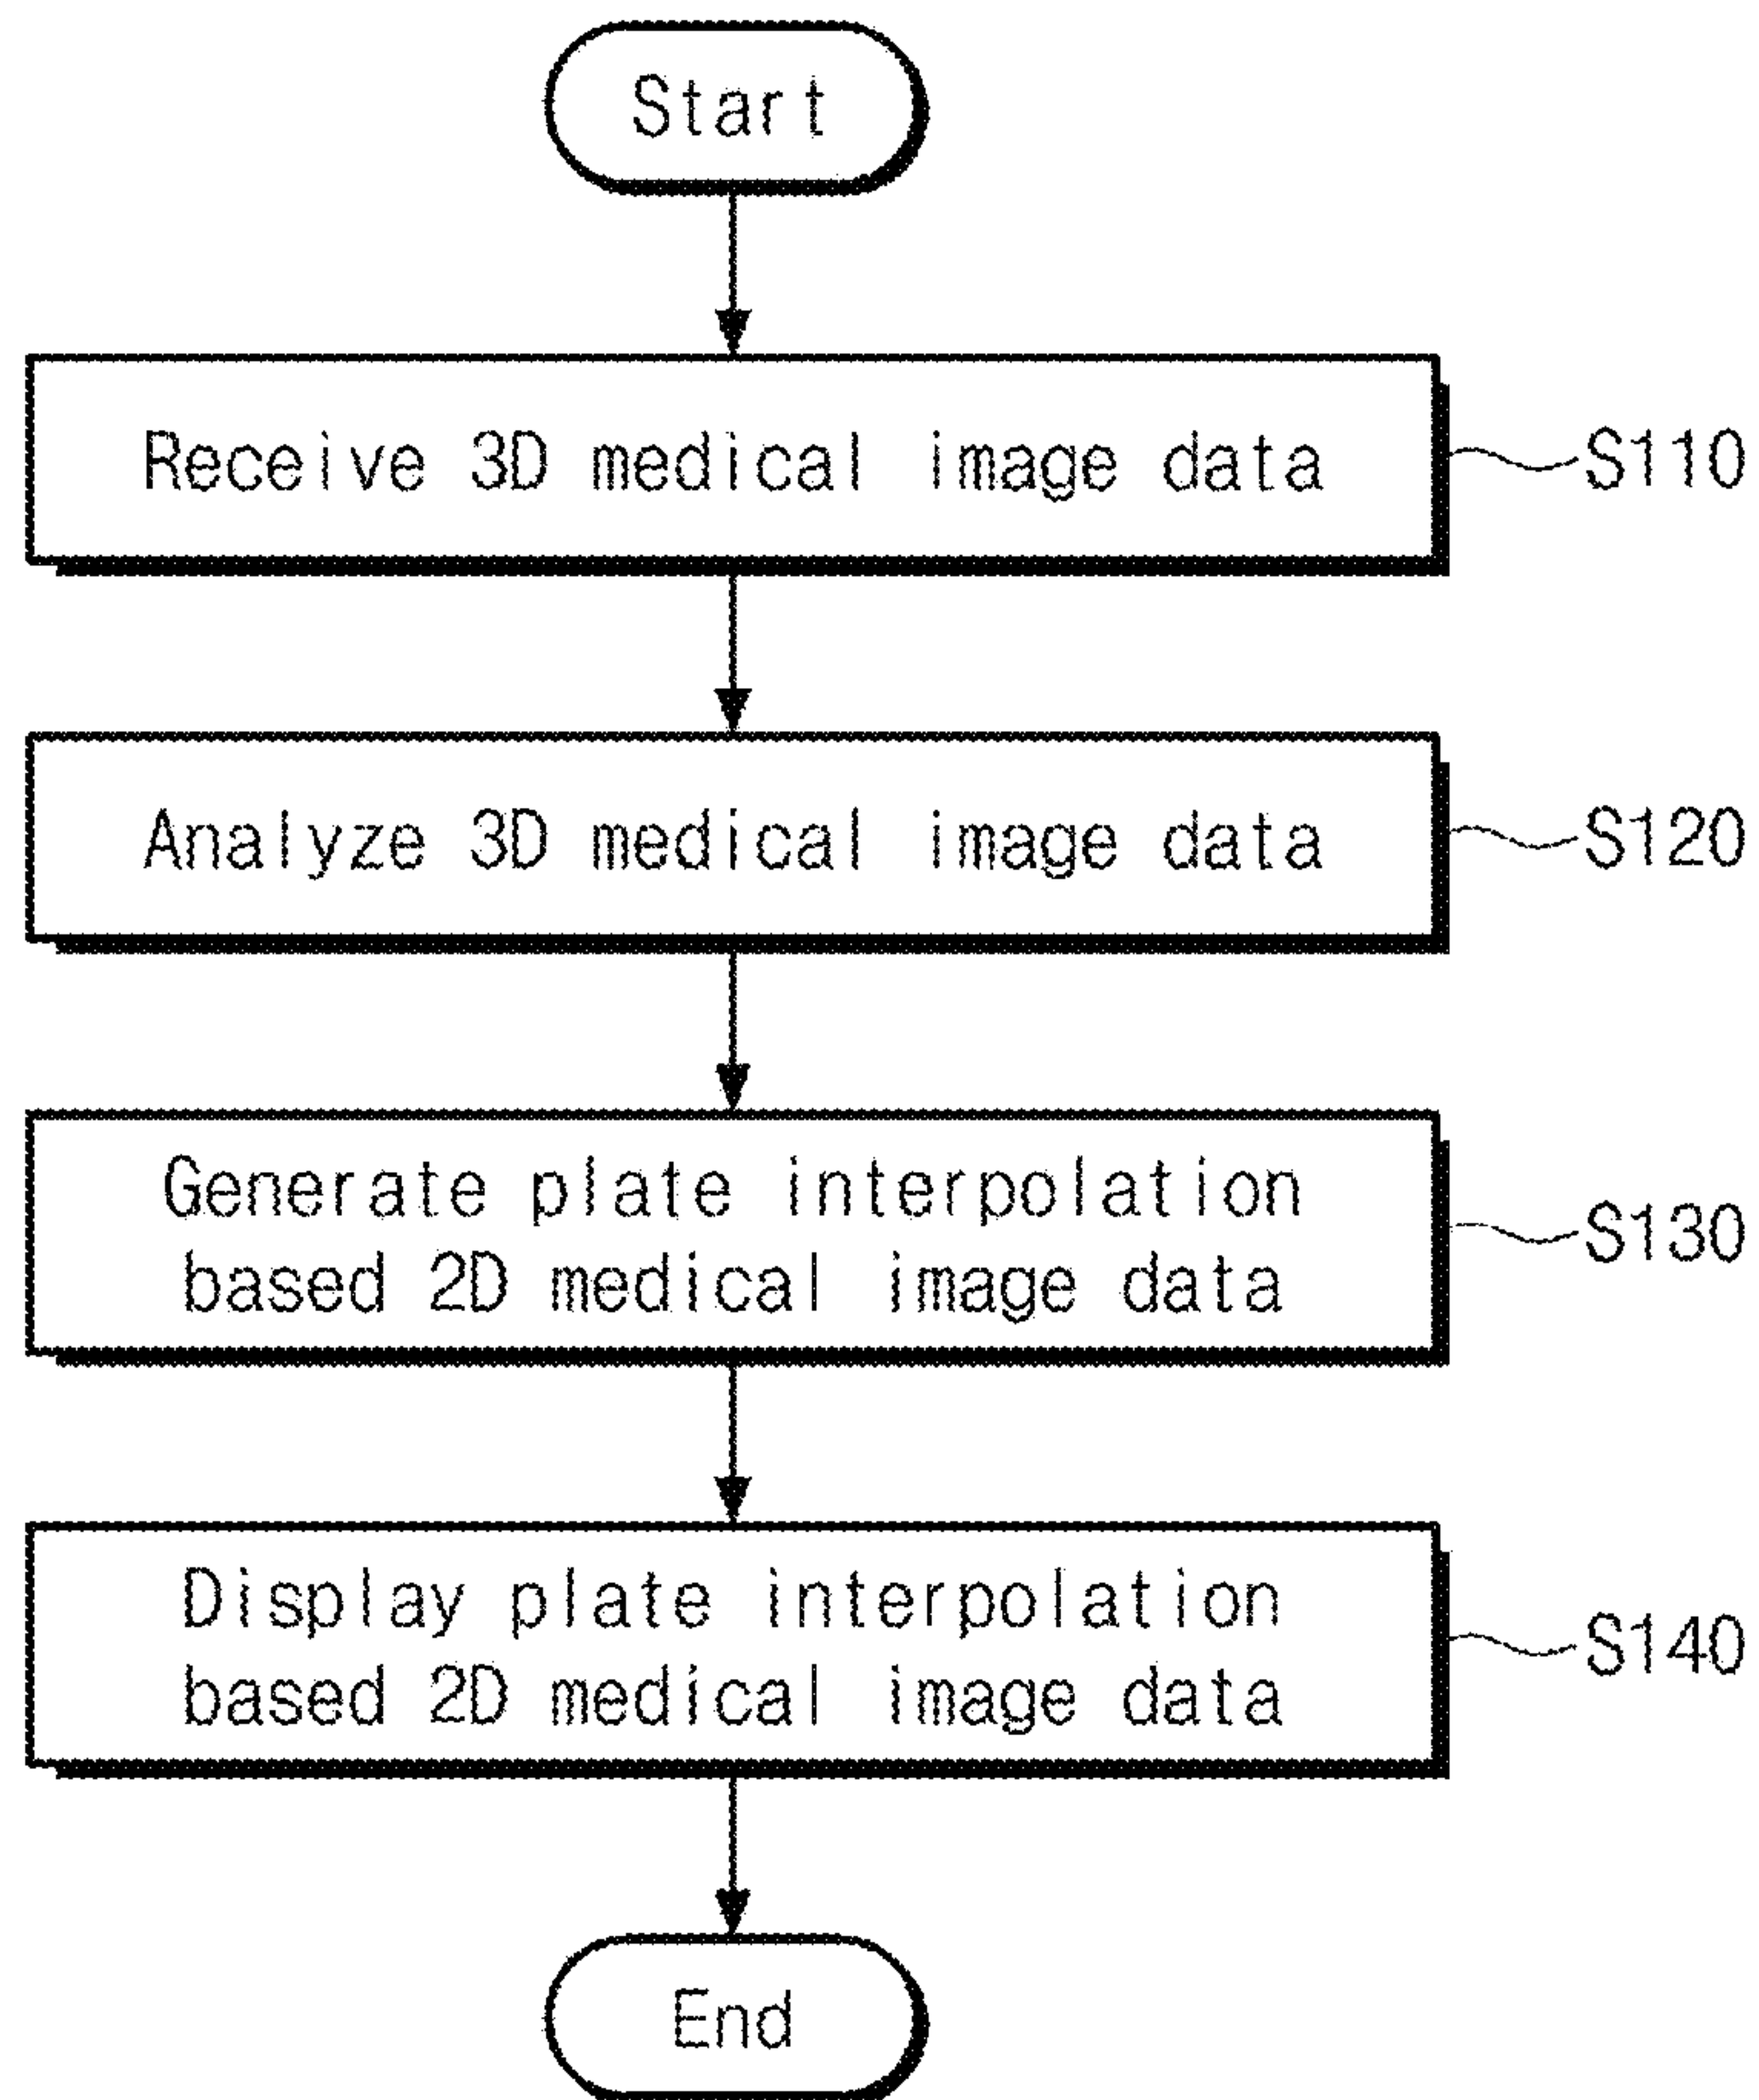 Start
Receive 3D medical image data
S110
Analyze 3D medical image data
S120
Generate plate interpolation
based 2D medical image data
S130
Display plate interpolation
based 2D medical image data
S140
End